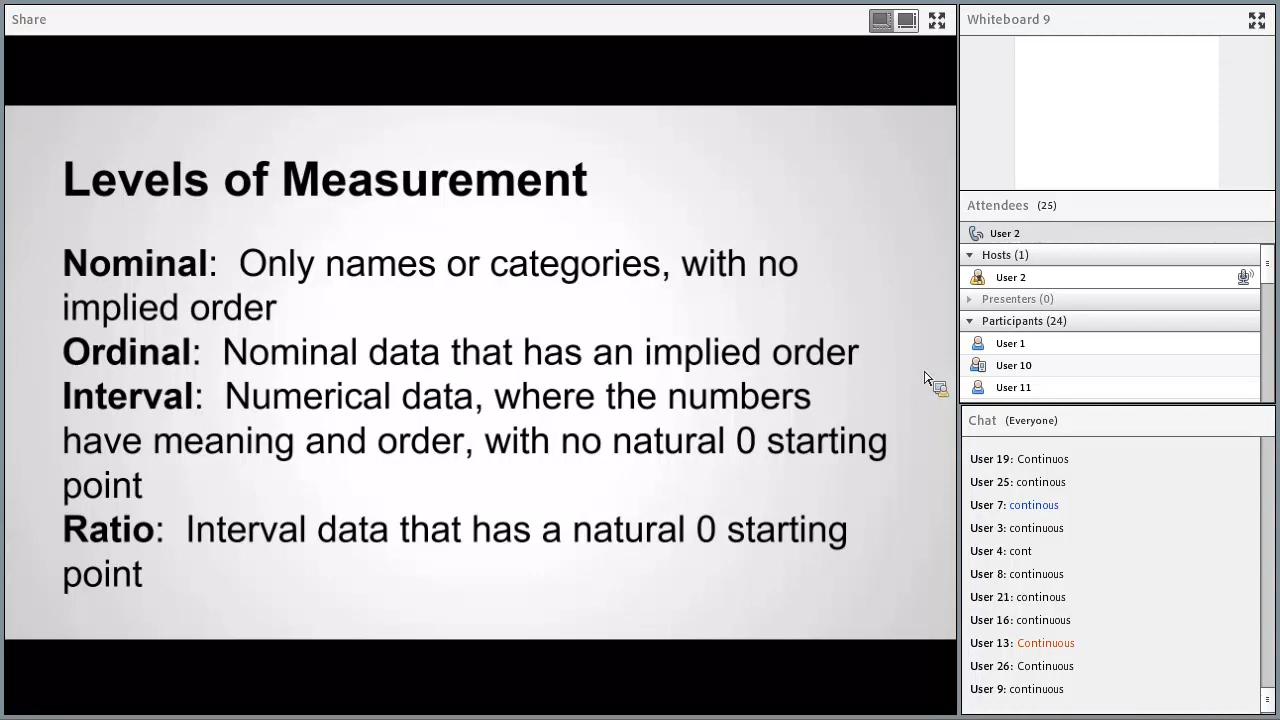 Share
Levels of Measurement
Nominal:  Only names or categories, with no
implied order
Ordinal:  Nominal data that has an implied order
Interval:  Numerical data, where the numbers
have meaning and order, with no natural 0 starting
point
Ratio:  Interval data that has a natural 0 starting
point
Whiteboard 9
Attendees (25)
User 2
Hosts (1)
User 2
Presenters (0)
Participants (24)
User 1
User 10
User 11
Chat (Everyone)
User 19: Continuos
User 25: continous
User 7: continous
User 3: continuous
User 4: cont
User 8: continuous
User 21: continous
User 16: continuous
User 13: Continuous
User 26: Continuous
User 9: continuous